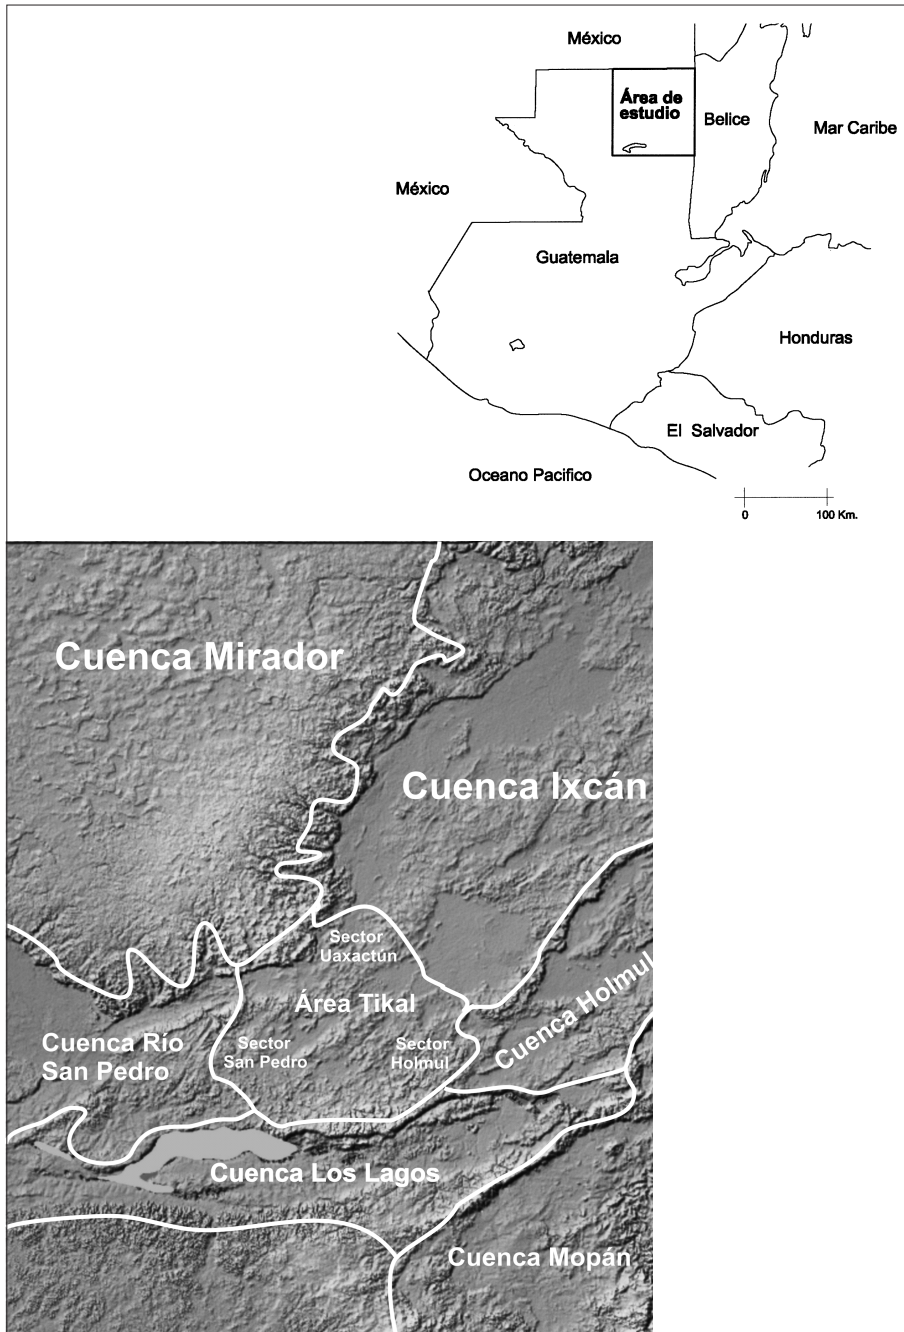 México
Área de
estudio
Belice
Mar Caribe
México
Guatemala
Honduras
El Salvador
Oceano Pacifico
0 100 Km.
Cuenca Mirador
Cuenca Ixcán
Sector
Uaxactún
Área Tikal
Cuenca Holmul
Cuenca Río
San Pedro
Sector
San Pedro
Sector
Holmul
Cuenca Los Lagos
Cuenca Mopán